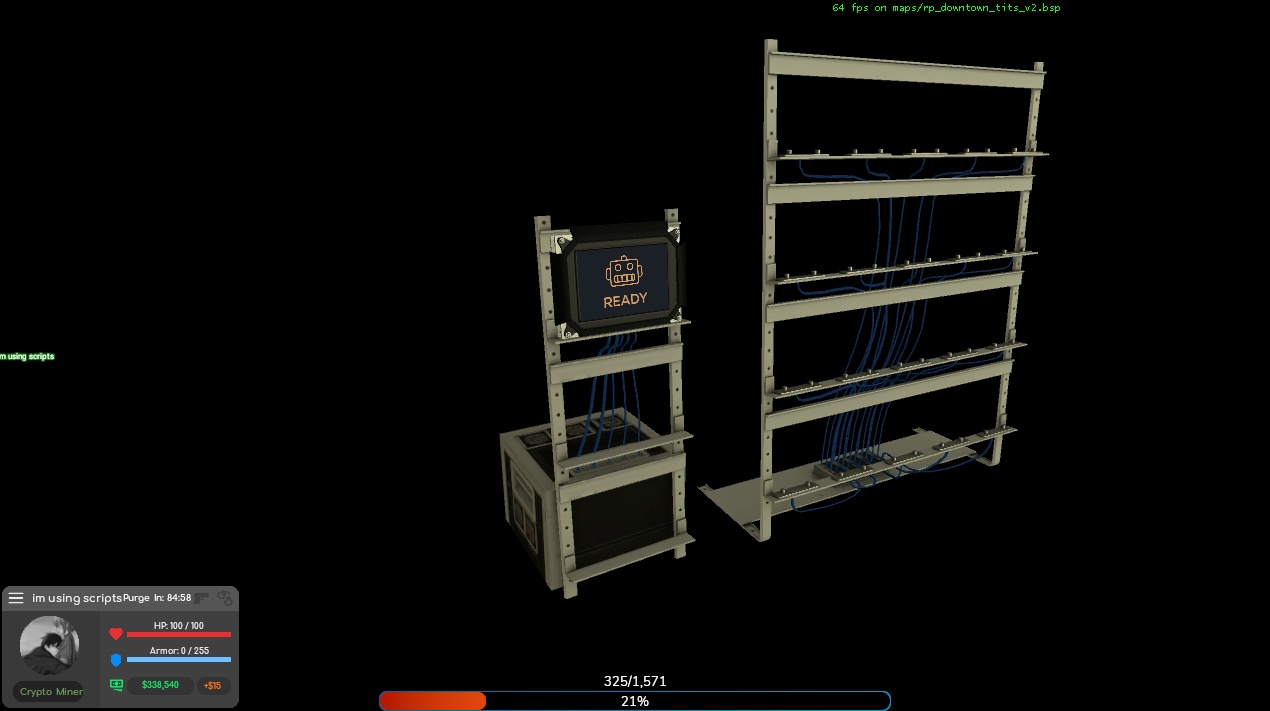 64 fps on maps/rp_downtown_tits_v2.bsp
READY
m using scripts
im using scripts Purge In: 84:58
HP: 100 / 100
Armor: 0 / 255
Crypto Miner
$338,540
+$15
325/1,571
21%